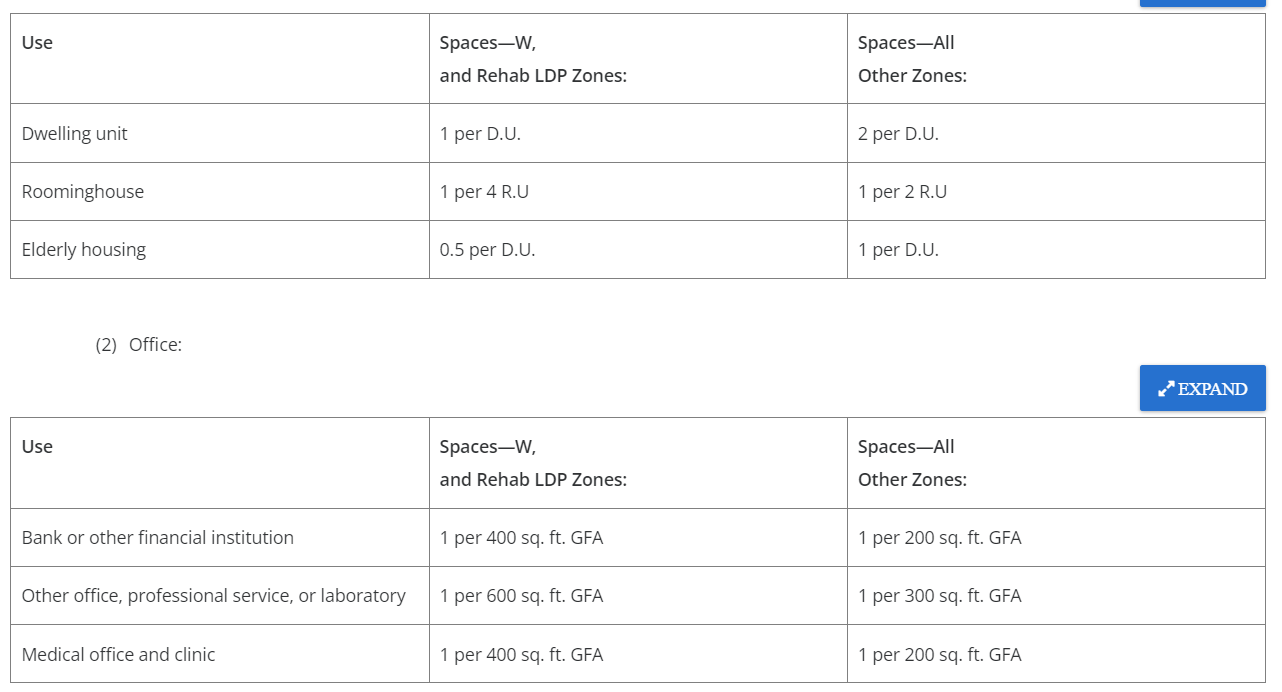 Use
Spaces—W,
and Rehab LDP Zones:
Spaces—All
Other Zones:
Dwelling unit
1 per D.U.
2 per D.U.
Roominghouse
1 per 4 R.U
1 per 2 R.U
Elderly housing
0.5 per D.U.
1 per D.U.
(2) Office:
EXPAND
Use
Spaces—W,
and Rehab LDP Zones:
Spaces—All
Other Zones:
Bank or other financial institution
1 per 400 sq. ft. GFA
1 per 200 sq. ft. GFA
Other office, professional service, or laboratory
1 per 600 sq. ft. GFA
1 per 300 sq. ft. GFA
Medical office and clinic
1 per 400 sq. ft. GFA
1 per 200 sq. ft. GFA